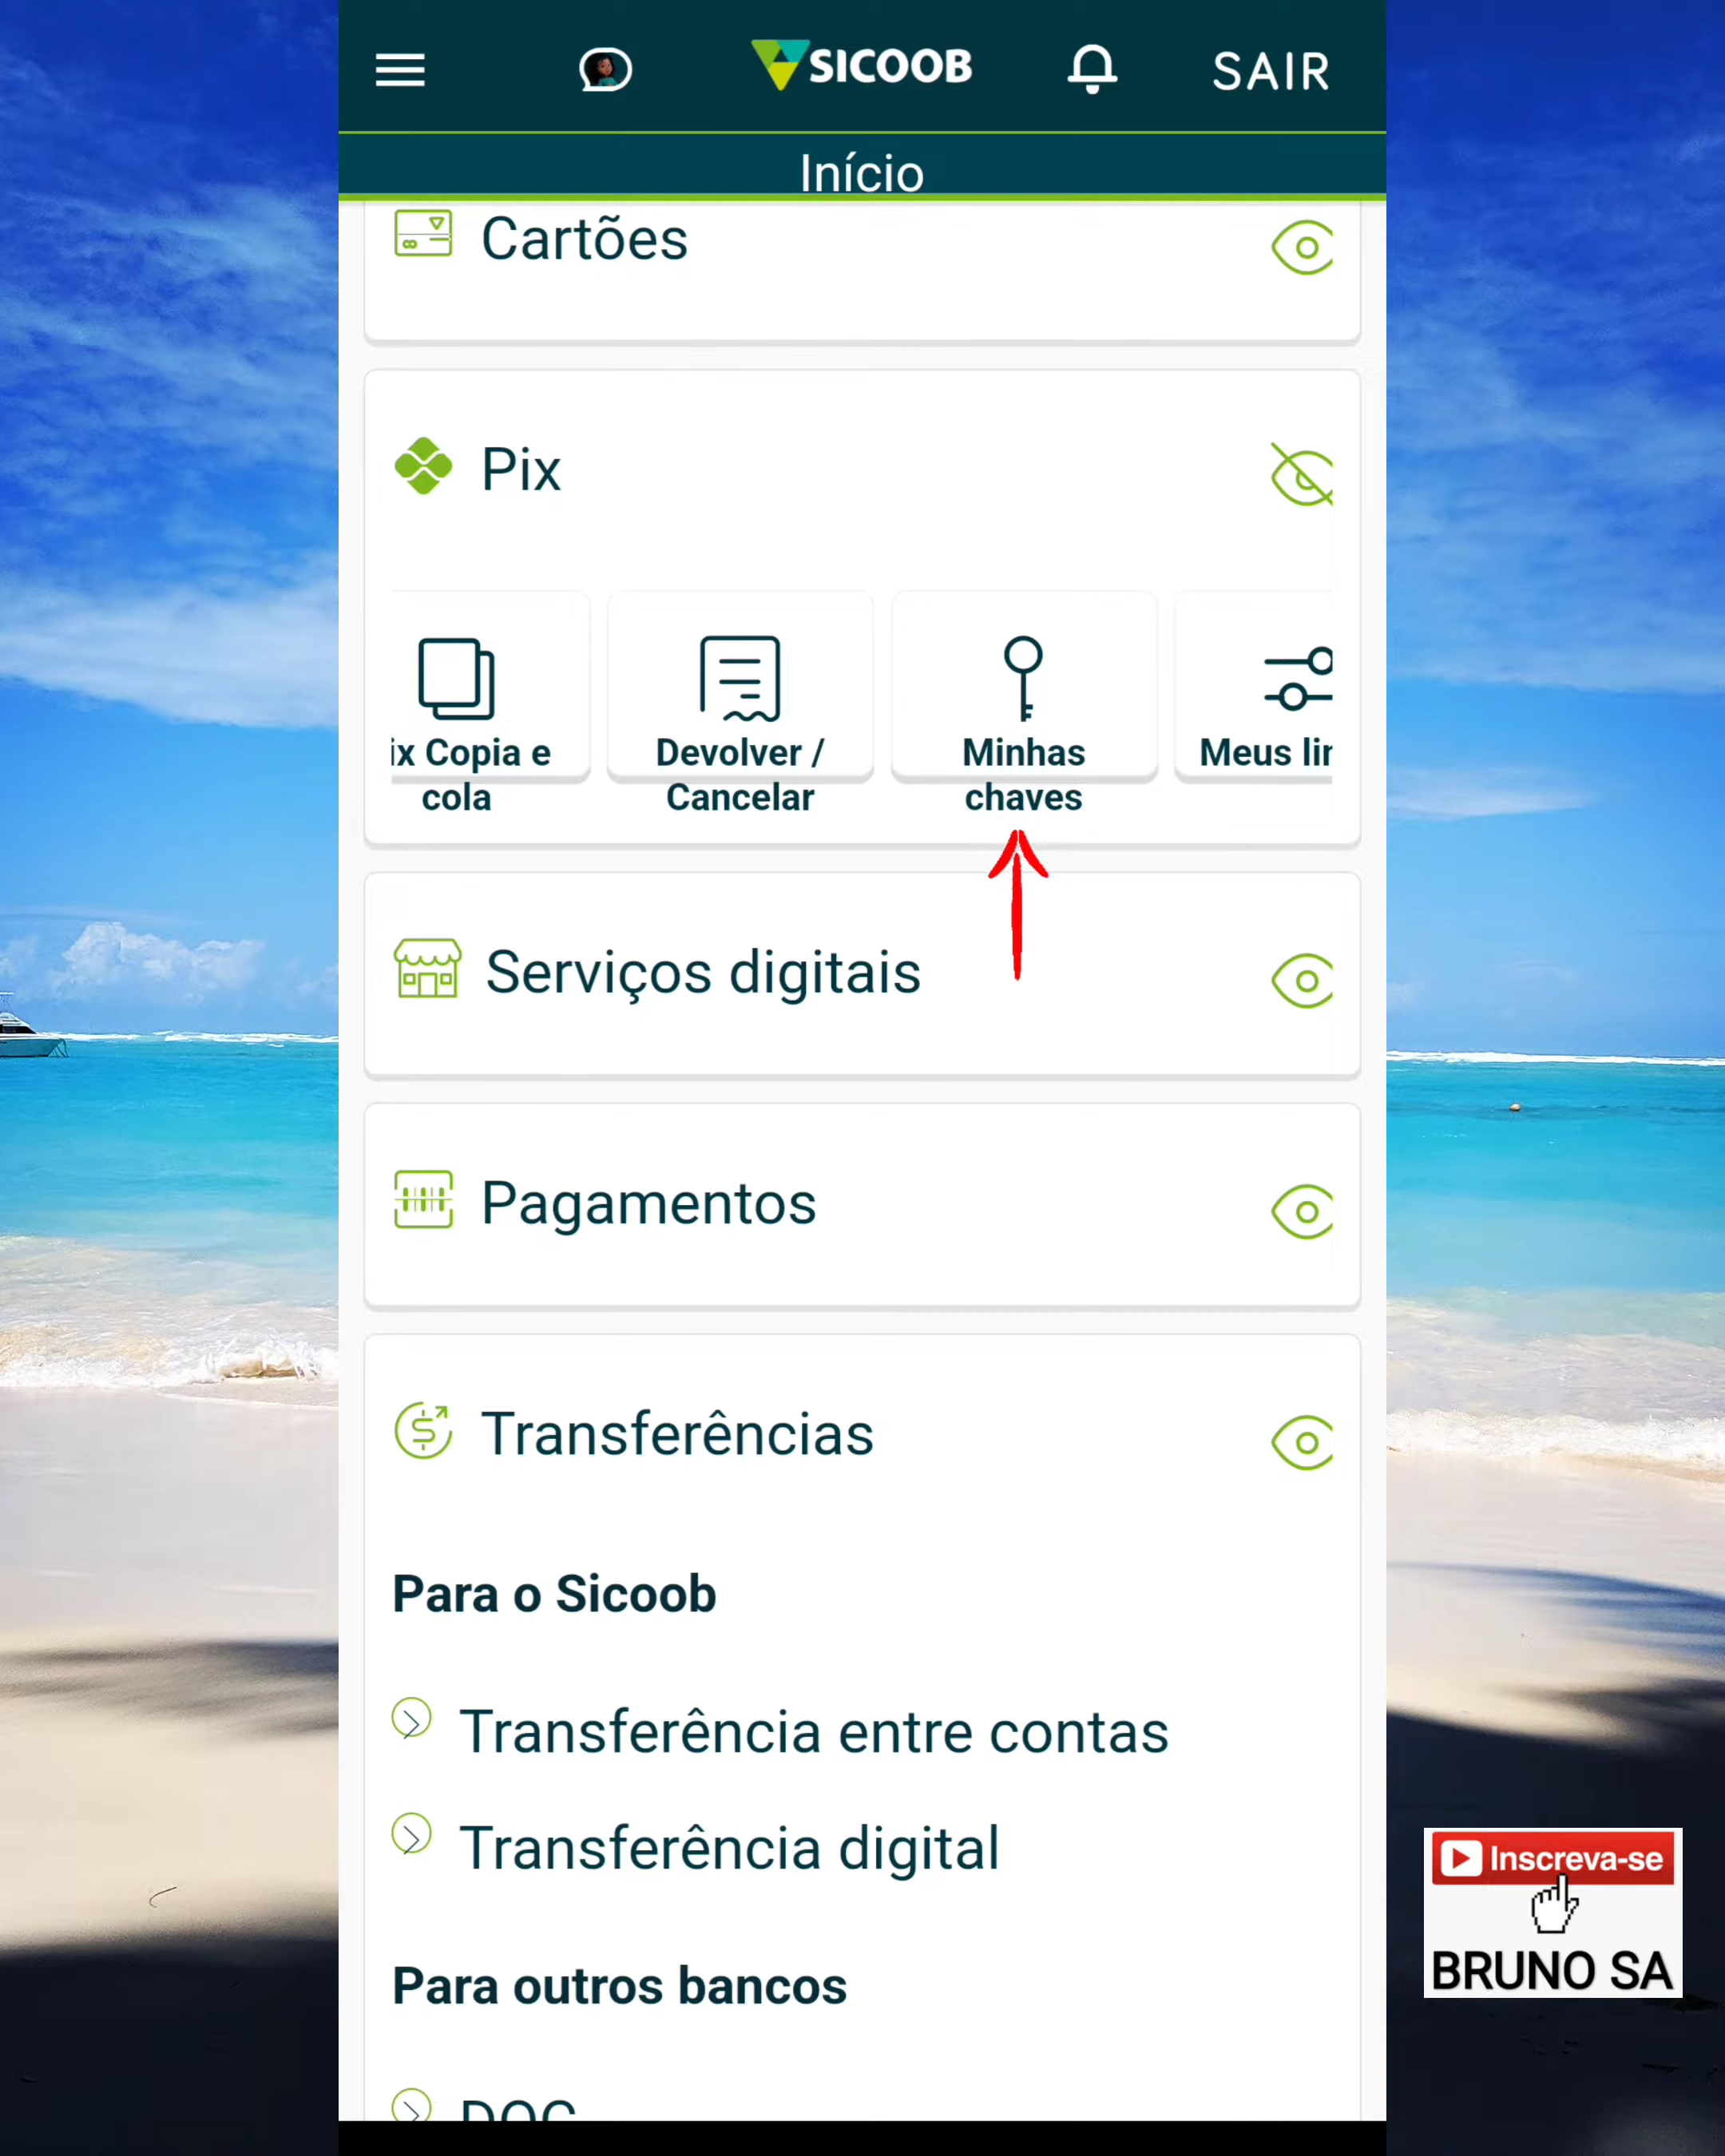 SICOOB
SAIR
Início
Cartões
Pix
ix Copia e
cola
Devolver /
Cancelar
Minhas
chaves
Meus lir
Serviços digitais
Pagamentos
Transferências
Para o Sicoob
Transferência entre contas
Transferência digital
Para outros bancos
DOC
Inscreva-se
BRUNO SA